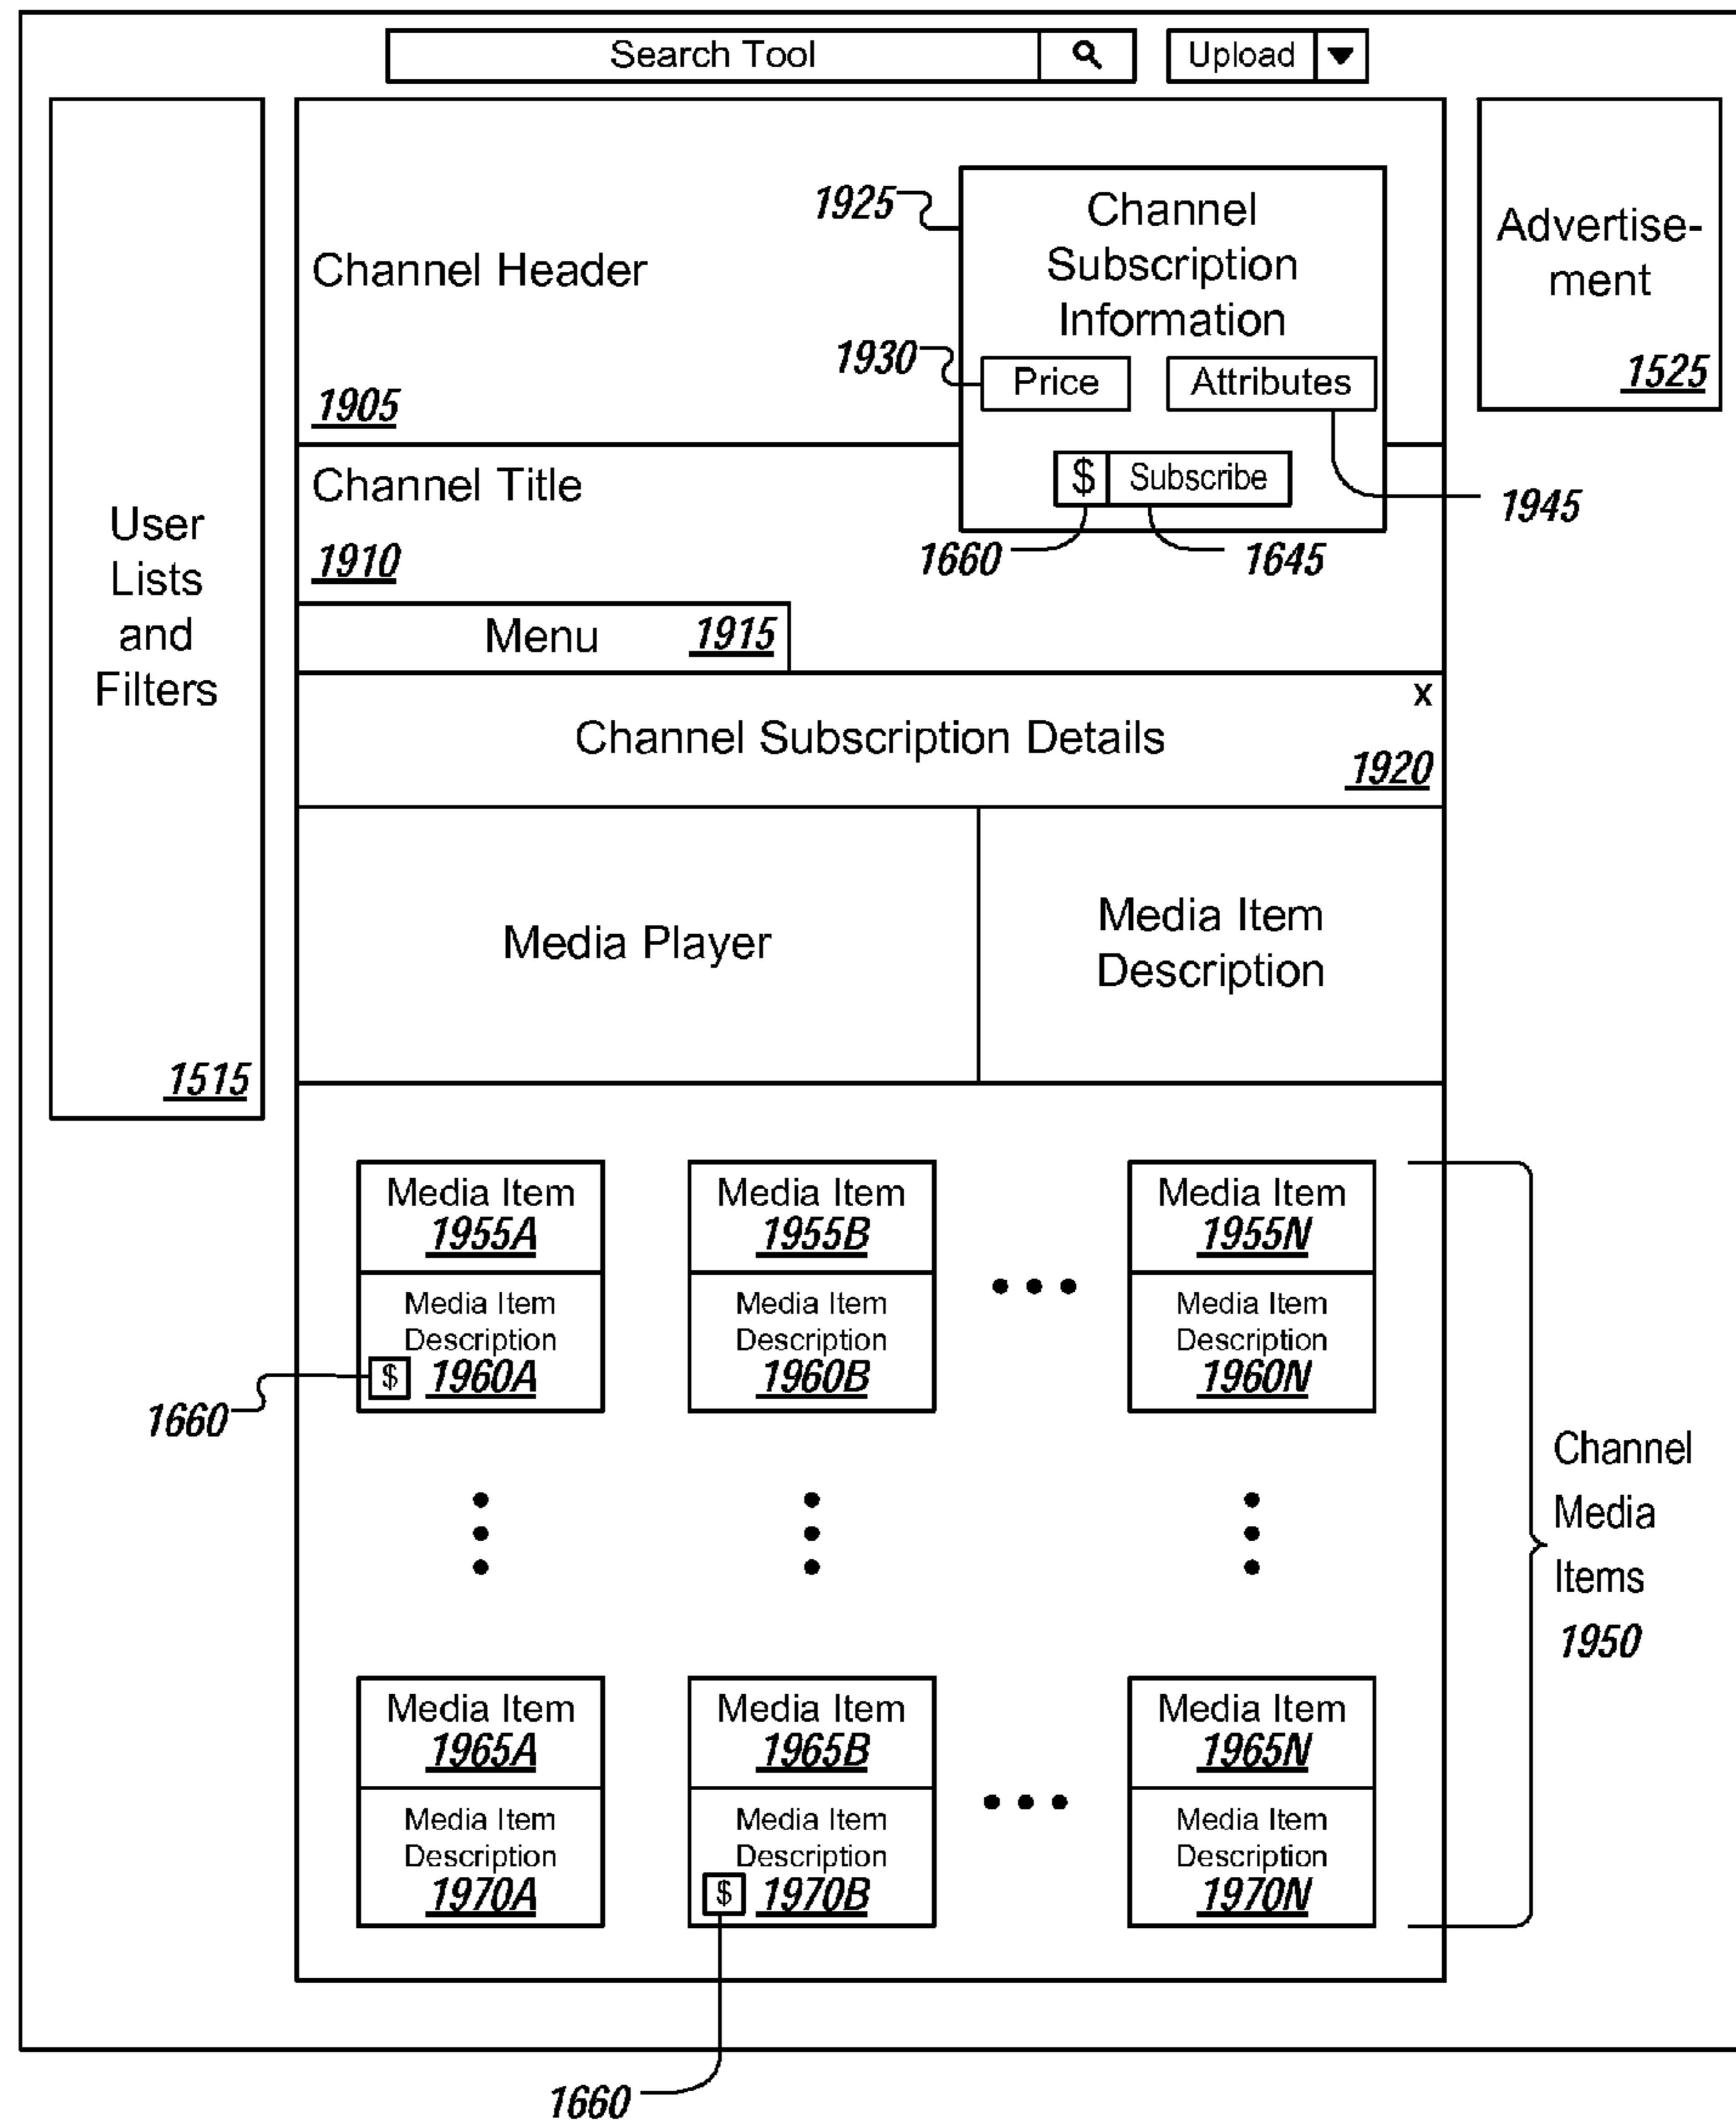 Search Tool
Upload
User
Lists
and
Filters
1515
Channel Header
1905
1925
Channel
Subscription
Information
1930
Price
Attributes
$ Subscribe
1945
1660
1645
Advertise-
ment
1525
Channel Title
1910
Menu 1915
x
Channel Subscription Details
1920
Media Player
Media Item
Description
Media Item
1955A
Media Item
Description
$ 1960A
1660
Media Item
1955B
Media Item
Description
1960B
Media Item
1955N
Media Item
Description
1960N
Channel
Media
Items
1950
Media Item
1965A
Media Item
Description
1970A
Media Item
1965B
Media Item
Description
$ 1970B
1660
Media Item
1965N
Media Item
Description
1970N